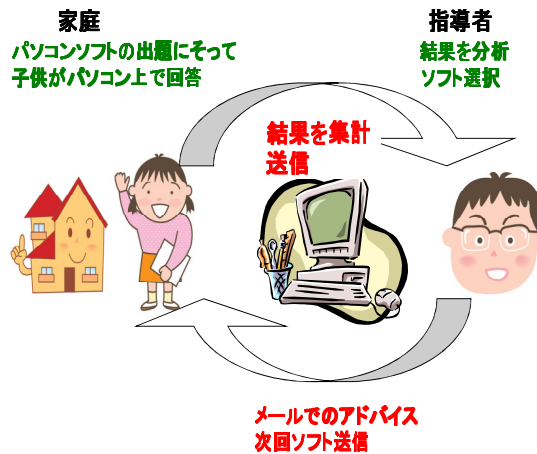 家庭
パソコンソフトの出題にそって
子供がパソコン上で回答
指導者
結果を分析
ソフト選択
結果を集計
送信
メールでのアドバイス
次回ソフト送信